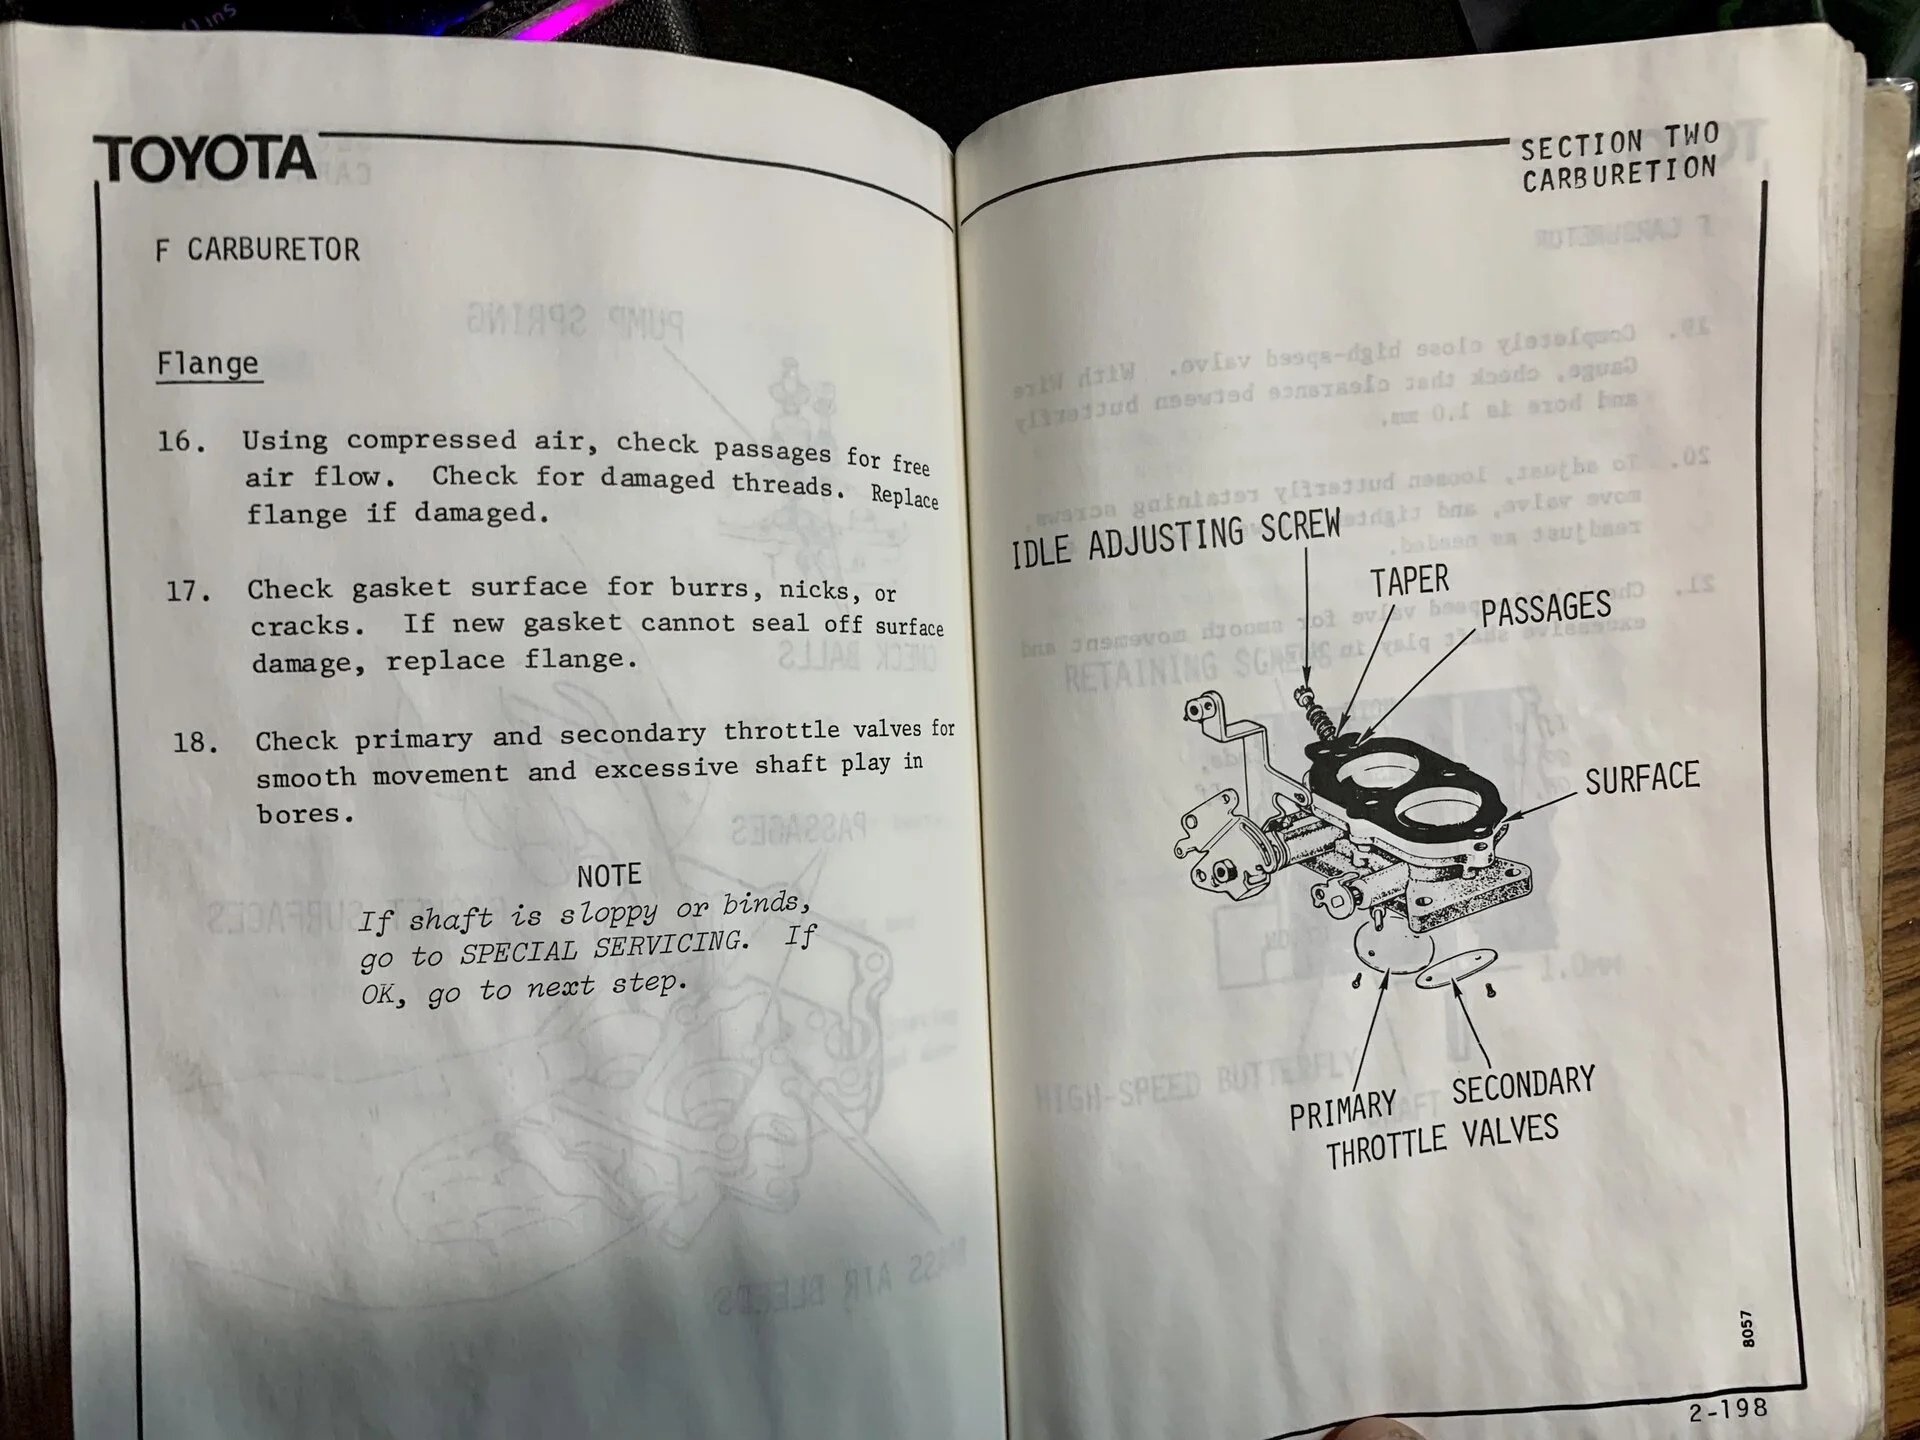 TOYOTA
F CARBURETOR
Flange
16. Using compressed air, check passages for free
air flow. Check for damaged threads. Replace
flange if damaged.
17. Check gasket surface for burrs, nicks, or
cracks. If new gasket cannot seal off surface
damage, replace flange.
18. Check primary and secondary throttle valves for
smooth movement and excessive shaft play in
bores.
NOTE
If shaft is sloppy or binds,
go to SPECIAL SERVICING. If
OK, go to next step.
SECTION TWO
CARBURETION
IDLE ADJUSTING SCREW
TAPER
PASSAGES
SURFACE
PRIMARY SECONDARY
THROTTLE VALVES
8057
2-198